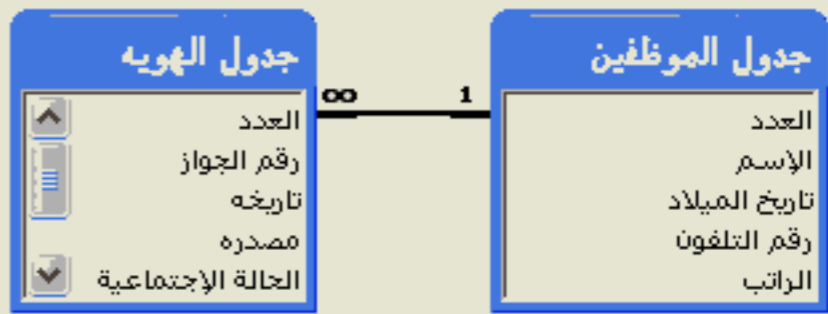 جدول الموظفين
العدد
الإسم
تاريخ الميلاد
رقم التلفون
الراتب
1
∞
جدول الهويه
العدد
رقم الجواز
تاريخه
مصدره
الحالة الإجتماعية